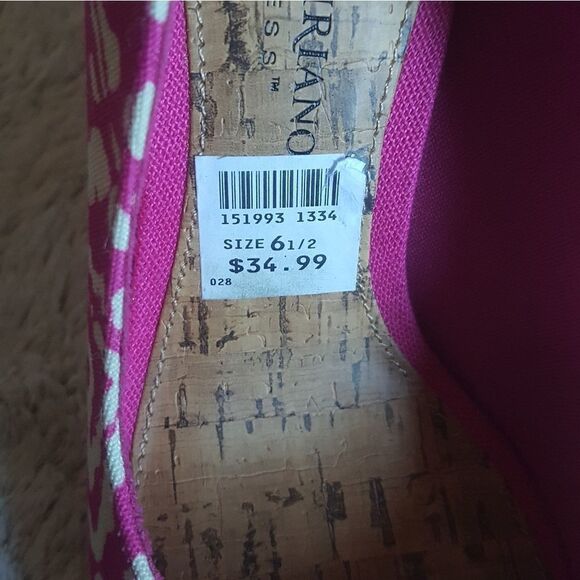 RIANO
ESS™
151993 1334
SIZE 6 1/2
$34.99
028